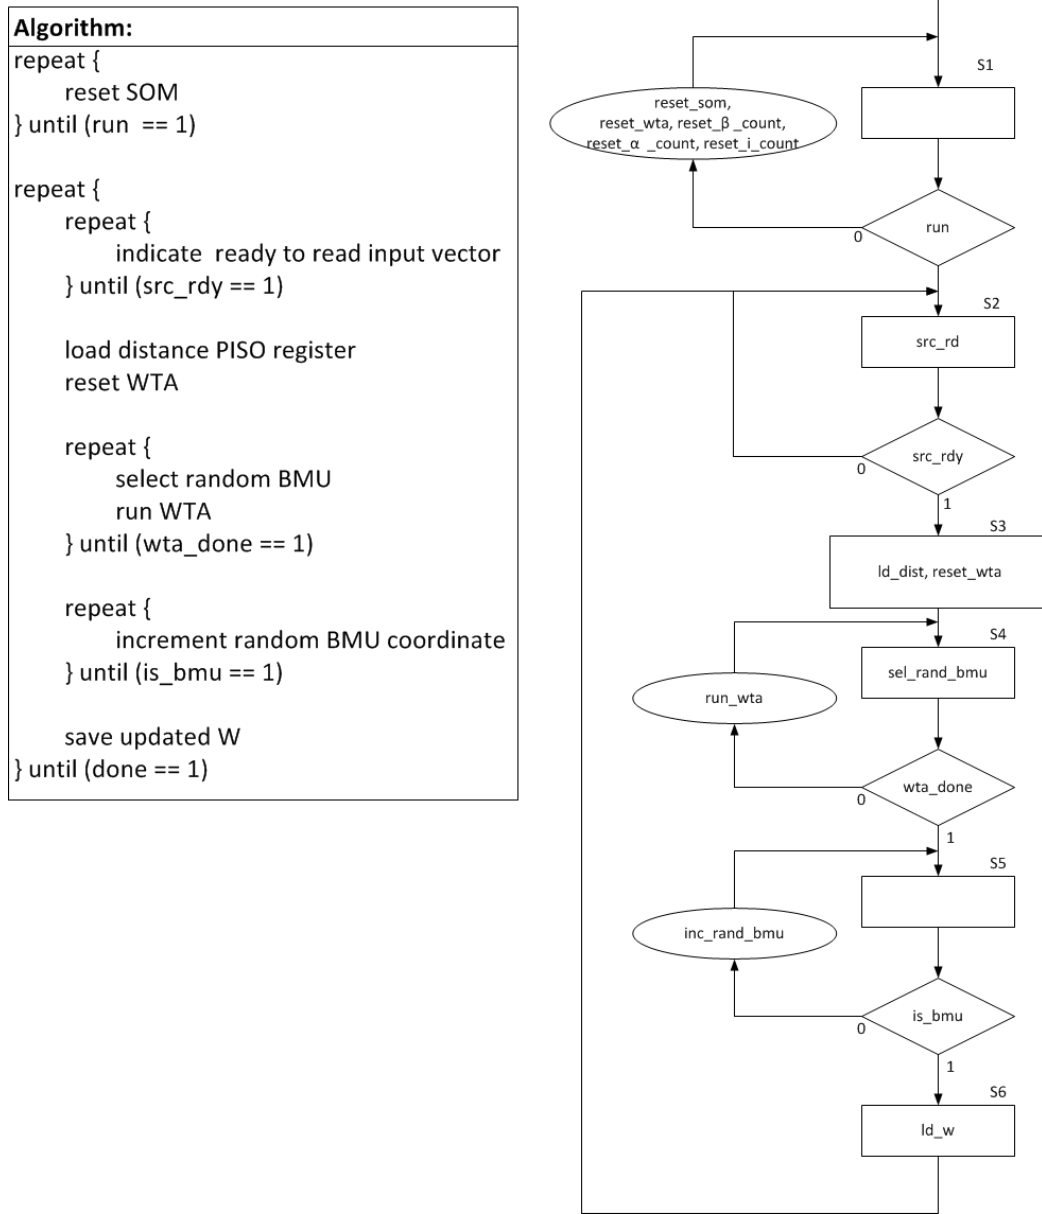 Algorithm:
repeat {
reset SOM
} until (run == 1)
repeat {
repeat {
indicate ready to read input vector
} until (src_rdy == 1)
load distance PISO register
reset WTA
repeat {
select random BMU
run WTA
} until (wta_done == 1)
repeat {
increment random BMU coordinate
} until (is_bmu == 1)
save updated W
} until (done == 1)
S1
reset_som,
reset_wta, reset_β _count,
reset_α _count, reset_i_count
run
0
S2
src_rd
src_rdy
0
1
S3
ld_dist, reset_wta
S4
sel_rand_bmu
run_wta
wta_done
0
1
S5
inc_rand_bmu
is_bmu
0
1
S6
ld_w